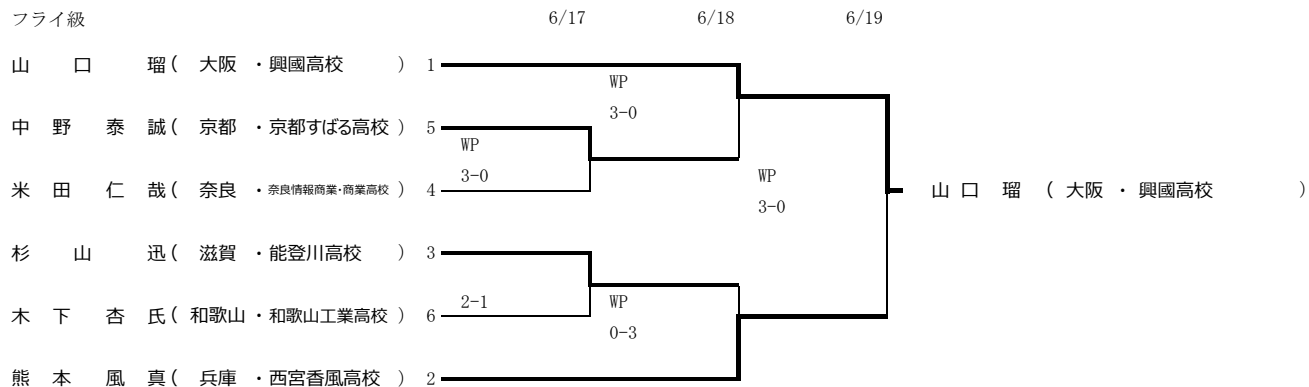 フライ級 6/17 6/18 6/19
山 口 瑠 ( 大阪 ・ 興國高校 ) 1
WP
3-0
中 野 泰 誠 ( 京都 ・ 京都すばる高校 ) 5
WP
3-0
米 田 仁 哉 ( 奈良 ・ 奈良情報商業・商業高校 ) 4
WP
3-0
山 口 瑠 ( 大阪 ・ 興國高校 )
杉 山 迅 ( 滋賀 ・ 能登川高校 ) 3
2-1
WP
0-3
木 下 杏 氏 ( 和歌山 ・ 和歌山工業高校 ) 6
熊 本 風 真 ( 兵庫 ・ 西宮香風高校 ) 2